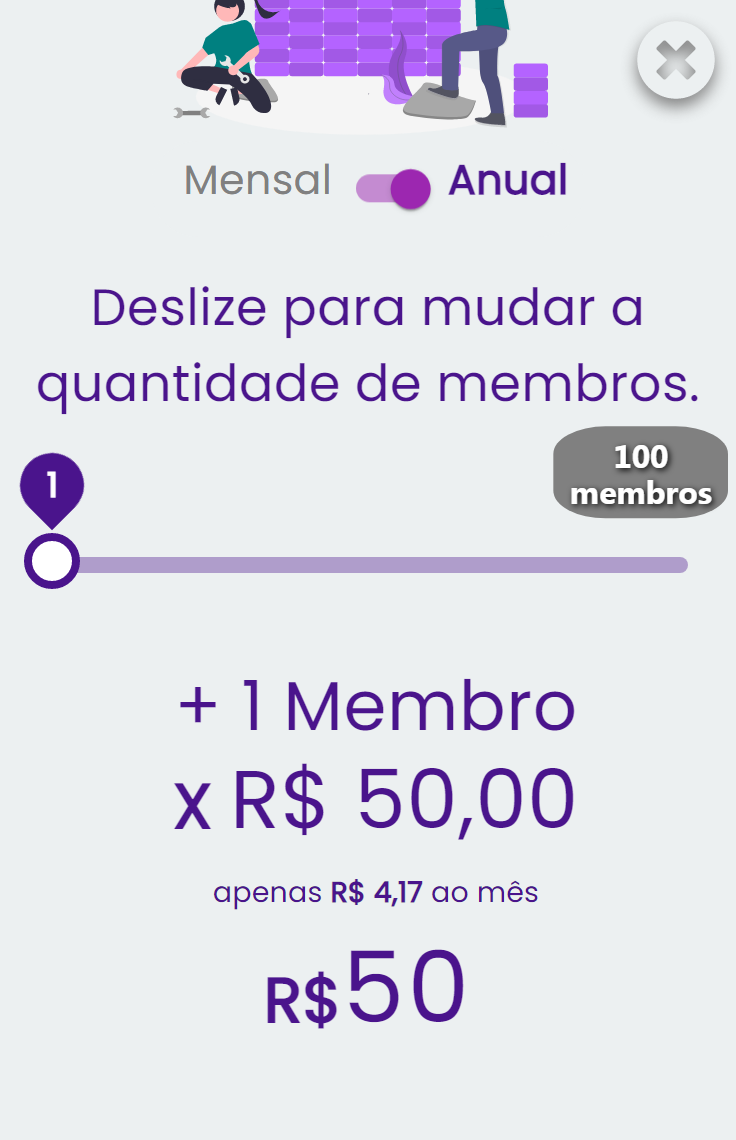 Mensal Anual
Deslize para mudar a
quantidade de membros.
100
membros
1
+ 1 Membro
x R$ 50,00
apenas R$ 4,17 ao mês
R$50